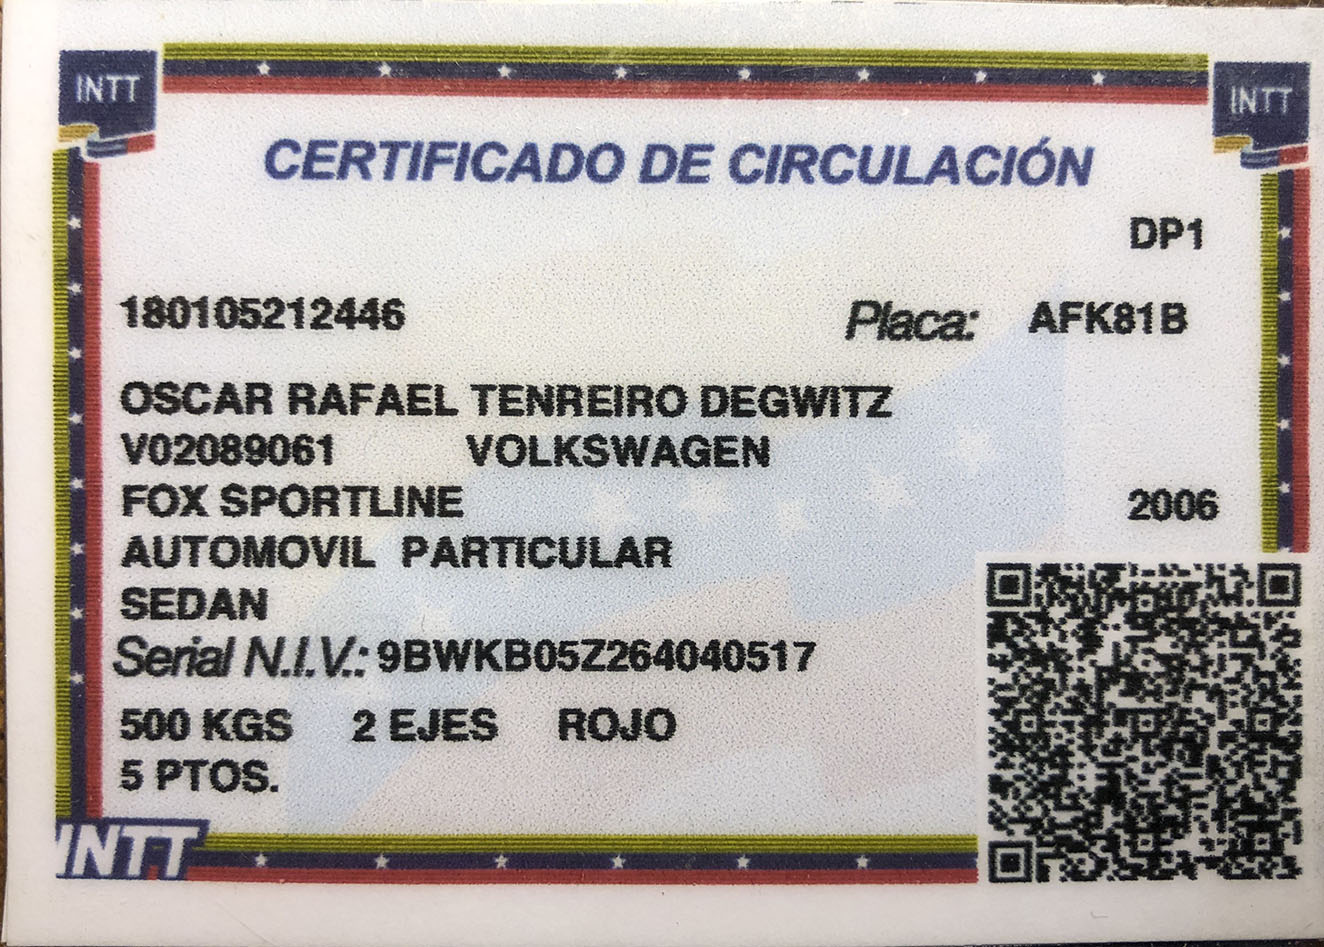 INTT
INTT
CERTIFICADO DE CIRCULACIÓN
DP1
180105212446 Placa: AFK81B
OSCAR RAFAEL TENREIRO DEGWITZ
V02089061 VOLKSWAGEN
FOX SPORTLINE 2006
AUTOMOVIL PARTICULAR
SEDAN
Serial N.I.V.: 9BWKB05Z264040517
500 KGS 2 EJES ROJO
5 PTOS.
INTT